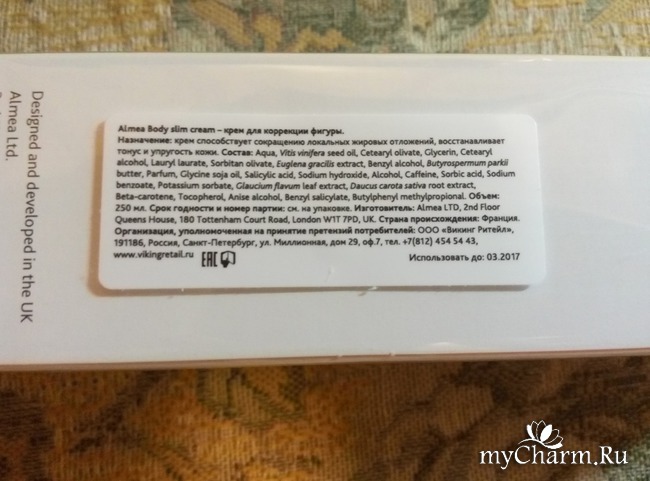 Almea Body slim cream – крем для коррекции фигуры.
Назначение: крем способствует сокращению локальных жировых отложений, восстанавливает
тонус и упругость кожи. Состав: Aqua, Vitis vinifera seed oil, Cetearyl olivate, Glycerin, Cetearyl
alcohol, Lauryl laurate, Sorbitan olivate, Euglena gracilis extract, Benzyl alcohol, Butyrospermum parkii
butter, Parfum, Glycine soja oil, Salicylic acid, Sodium hydroxide, Alcohol, Caffeine, Sorbic acid, Sodium
benzoate, Potassium sorbate, Glaucium flavum leaf extract, Daucus carota sativa root extract,
Beta-carotene, Tocopherol, Anise alcohol, Benzyl salicylate, Butylphenyl methylpropional. Объем:
250 мл. Срок годности и номер партии: см. на упаковке. Изготовитель: Almea LTD, 2nd Floor
Queens House, 180 Tottenham Court Road, London W1T 7PD, UK. Страна происхождения: Франция.
Организация, уполномоченная на принятие претензий потребителей: ООО «Викинг Ритейл»,
191186, Россия, Санкт-Петербург, ул. Миллионная, дом 29, оф.7, тел. +7(812) 454 54 43,
www.vikingretail.ru EAC Использовать до: 03.2017
Designed and developed in the UK
Almea Ltd.
myCharm.Ru